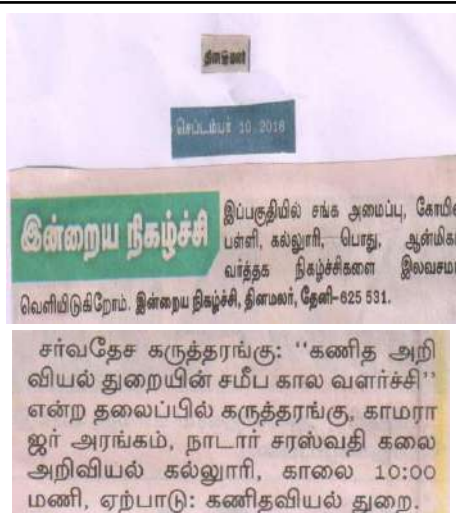 தினமலர்
செப்டம்பர் 10. 2018
இன்றைய நிகழ்ச்சி
இப்பகுதியில் சங்க அமைப்பு, கோயில்
பள்ளி, கல்லூரி, பொது, ஆன்மிக
வர்த்தக நிகழ்ச்சிகளை இலவசமா
வெளியிடுகிறோம். இன்றைய நிகழ்ச்சி, தினமலர், தேனி-625 531.
சர்வதேச கருத்தரங்கு: ''கணித அறி
வியல் துறையின் சமீப கால வளர்ச்சி''
என்ற தலைப்பில் கருத்தரங்கு, காமரா
ஜர் அரங்கம், நாடார் சரஸ்வதி கலை
அறிவியல் கல்லூரி, காலை 10:00
மணி, ஏற்பாடு: கணிதவியல் துறை.